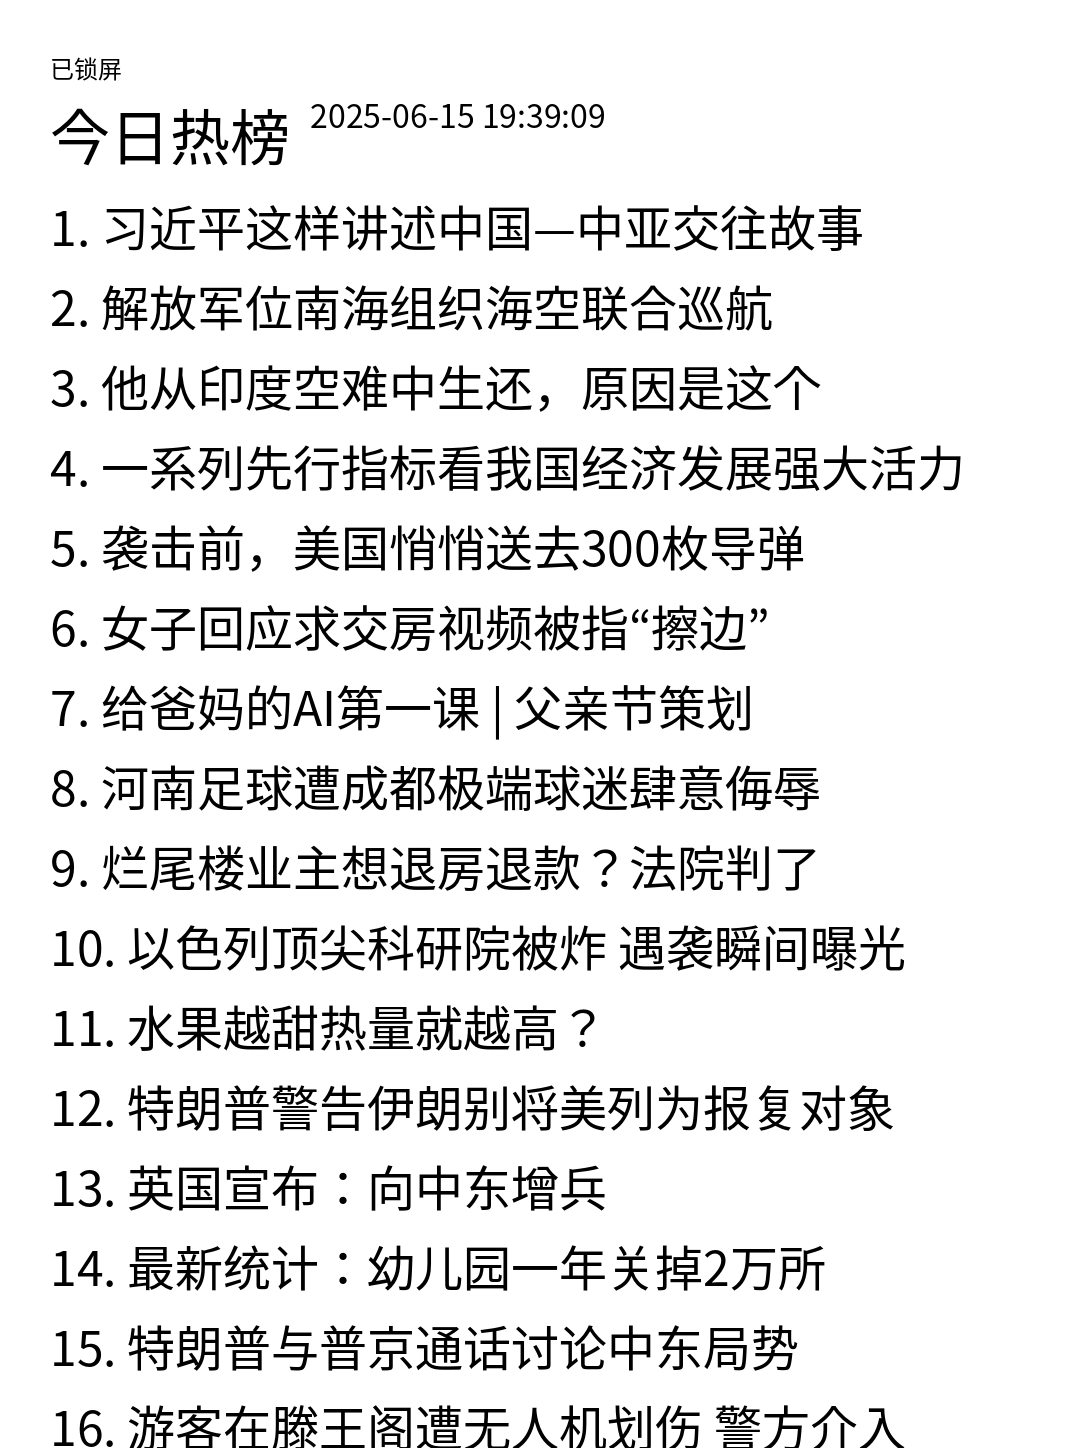 已锁屏
今日热榜 2025-06-15 19:39:09
1. 习近平这样讲述中国—中亚交往故事
2. 解放军位南海组织海空联合巡航
3. 他从印度空难中生还，原因是这个
4. 一系列先行指标看我国经济发展强大活力
5. 袭击前，美国悄悄送去300枚导弹
6. 女子回应求交房视频被指“擦边”
7. 给爸妈的AI第一课 | 父亲节策划
8. 河南足球遭成都极端球迷肆意侮辱
9. 烂尾楼业主想退房退款？法院判了
10. 以色列顶尖科研院被炸 遇袭瞬间曝光
11. 水果越甜热量就越高？
12. 特朗普警告伊朗别将美列为报复对象
13. 英国宣布：向中东增兵
14. 最新统计：幼儿园一年关掉2万所
15. 特朗普与普京通话讨论中东局势
16. 游客在滕王阁遭无人机划伤 警方介入